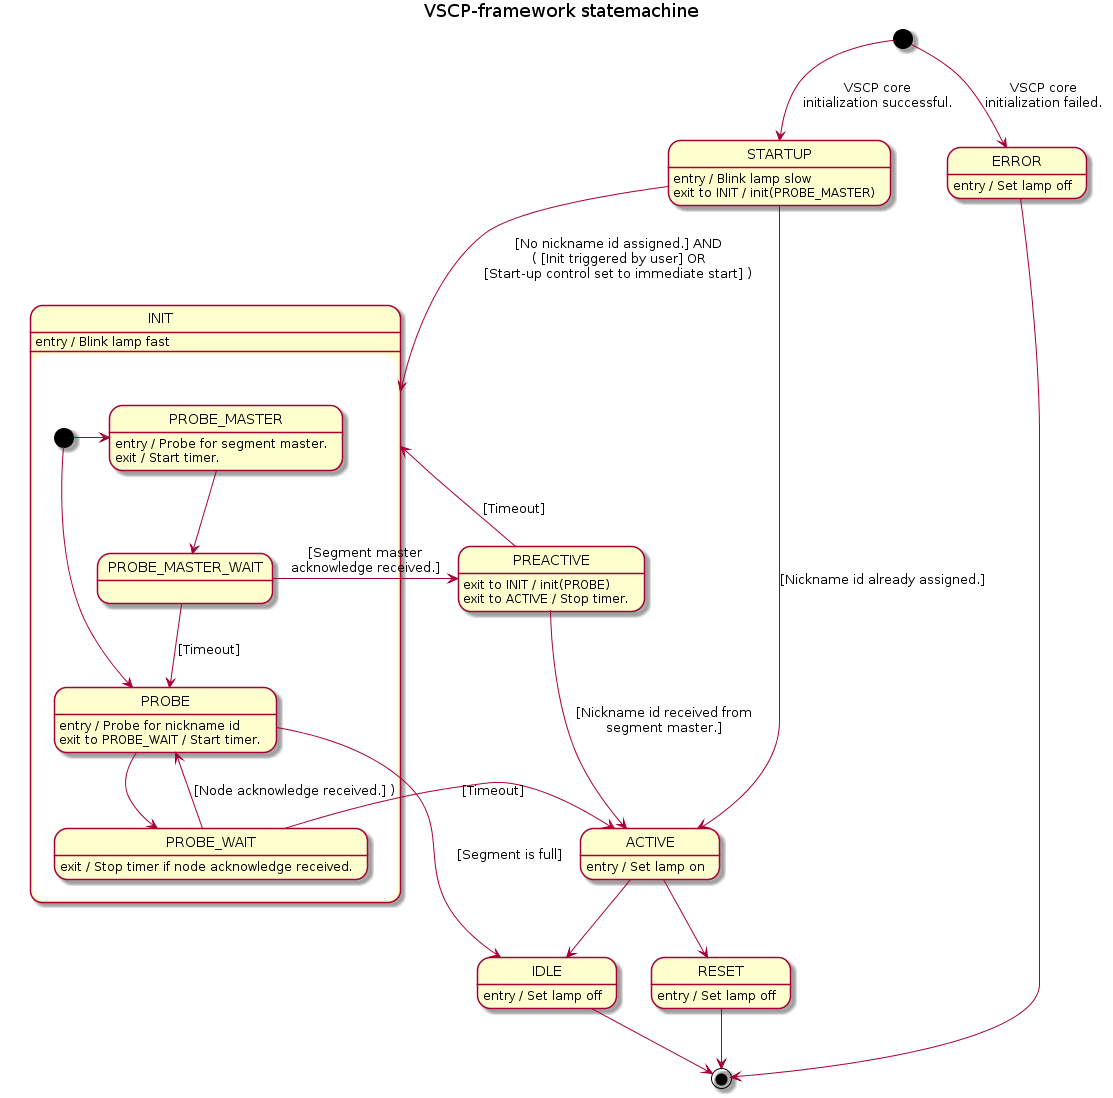 VSCP-framework statemachine
VSCP core
initialization successful.
VSCP core
initialization failed.
STARTUP
entry / Blink lamp slow
exit to INIT / init(PROBE_MASTER)
ERROR
entry / Set lamp off
[No nickname id assigned.] AND
( [Init triggered by user] OR
[Start-up control set to immediate start] )
INIT
entry / Blink lamp fast
PROBE_MASTER
entry / Probe for segment master.
exit / Start timer.
[Timeout]
PROBE_MASTER_WAIT
[Segment master
acknowledge received.]
PREACTIVE
exit to INIT / init(PROBE)
exit to ACTIVE / Stop timer.
[Nickname id already assigned.]
[Timeout]
PROBE
entry / Probe for nickname id
exit to PROBE_WAIT / Start timer.
[Nickname id received from
segment master.]
[Node acknowledge received.] )
[Timeout]
PROBE_WAIT
exit / Stop timer if node acknowledge received.
[Segment is full]
ACTIVE
entry / Set lamp on
IDLE
entry / Set lamp off
RESET
entry / Set lamp off